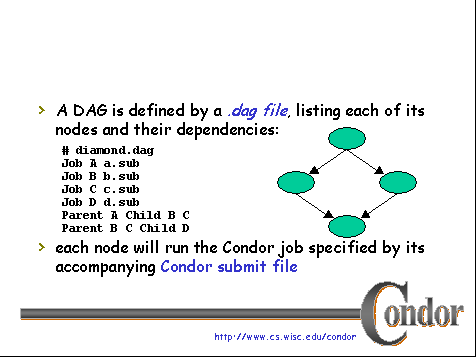 A DAG is defined by a .dag file, listing each of its
nodes and their dependencies:
# diamond.dag
Job A a.sub
Job B b.sub
Job C c.sub
Job D d.sub
Parent A Child B C
Parent B C Child D
each node will run the Condor job specified by its
accompanying Condor submit file
Condor
http://www.cs.wisc.edu/condor